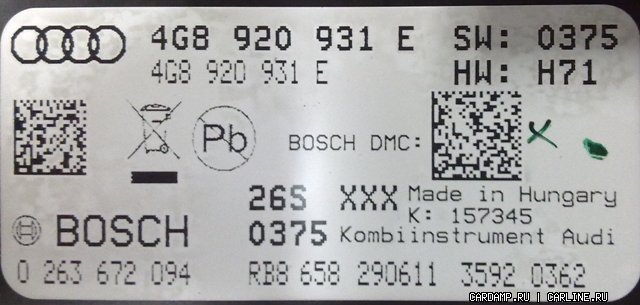 4G8 920 931 E SW: 0375
4G8 920 931 E HW: H71
Pb
BOSCH DMC:
26S XXX Made in Hungary
K: 157345
BOSCH 0375 Kombiinstrument Audi
0 263 672 094 RB8 658 290611 3592 0362
CARDAMP.RU | CARLINE.RU